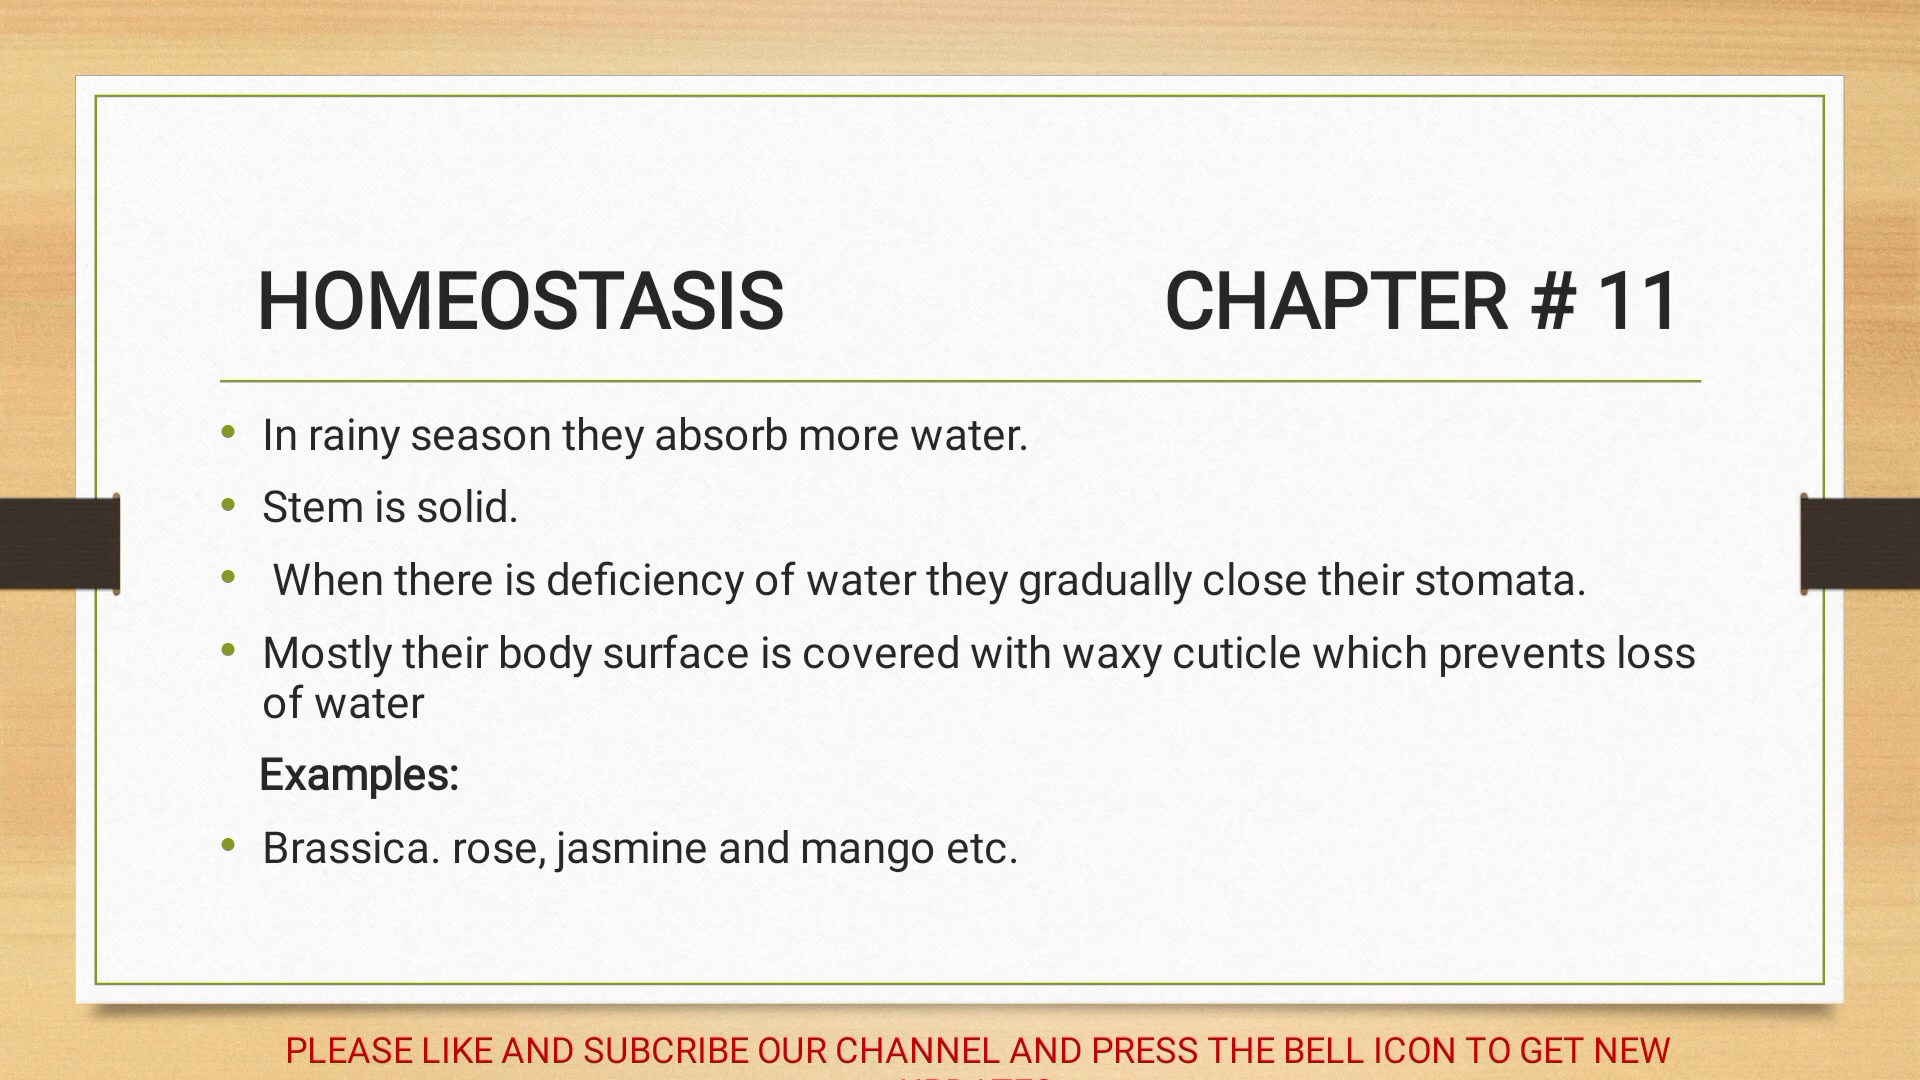 HOMEOSTASIS CHAPTER # 11
• In rainy season they absorb more water.
• Stem is solid.
• When there is deficiency of water they gradually close their stomata.
• Mostly their body surface is covered with waxy cuticle which prevents loss
of water
Examples:
• Brassica. rose, jasmine and mango etc.
PLEASE LIKE AND SUBCRIBE OUR CHANNEL AND PRESS THE BELL ICON TO GET NEW